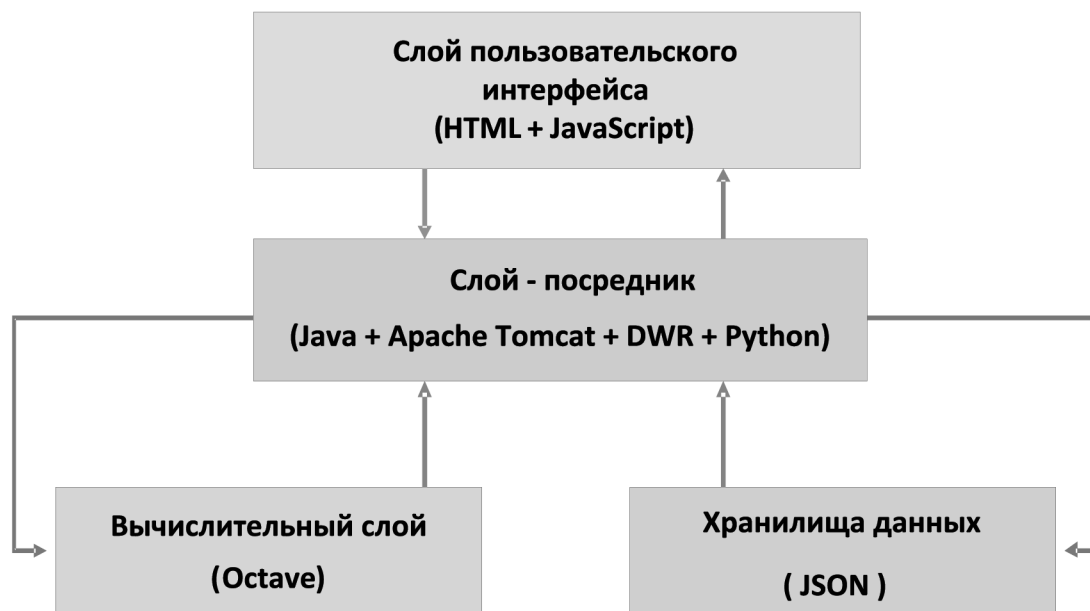 Слой пользовательского
интерфейса
(HTML + JavaScript)
Слой - посредник
(Java + Apache Tomcat + DWR + Python)
Вычислительный слой
(Octave)
Хранилища данных
( JSON )